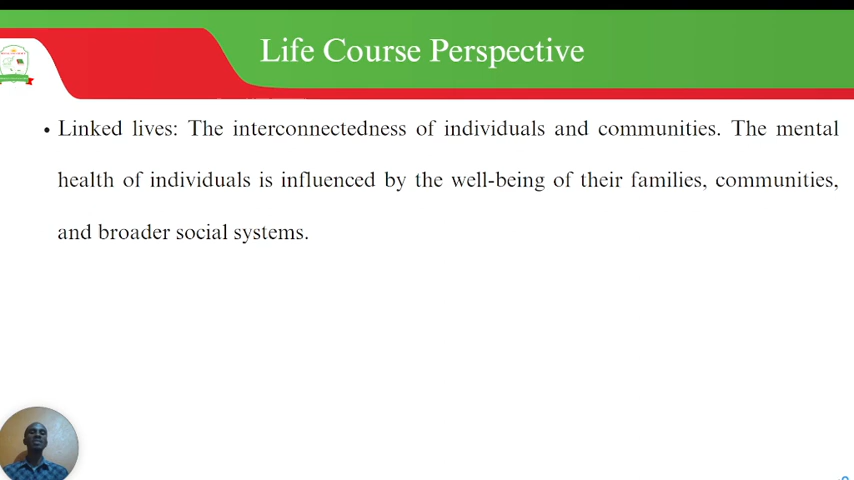 Life Course Perspective
• Linked lives: The interconnectedness of individuals and communities. The mental
health of individuals is influenced by the well-being of their families, communities,
and broader social systems.